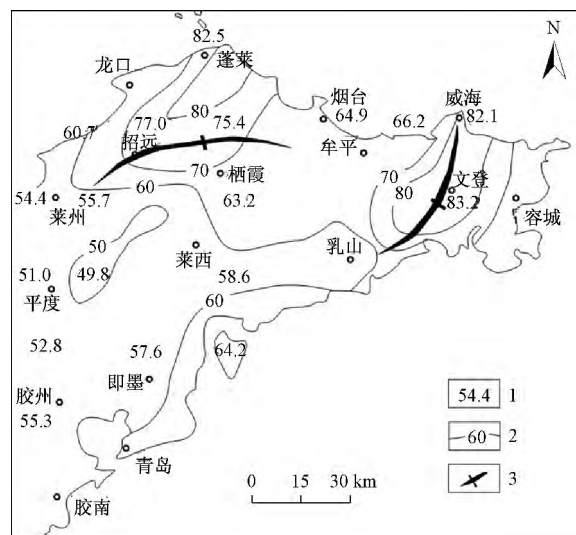 N
82.5
蓬莱
龙口
80
77.0
75.4
招远
60.7
70
栖霞
63.2
60
54.4
55.7
莱州
50
49.8
莱西
51.0
平度
58.6
60
52.8
57.6
即墨
64.2
胶州
55.3
青岛
胶南
烟台
64.9
66.2
威海
82.1
牟平
70
80
文登
83.2
容城
乳山
54.4 1
60 2
3
0 15 30 km